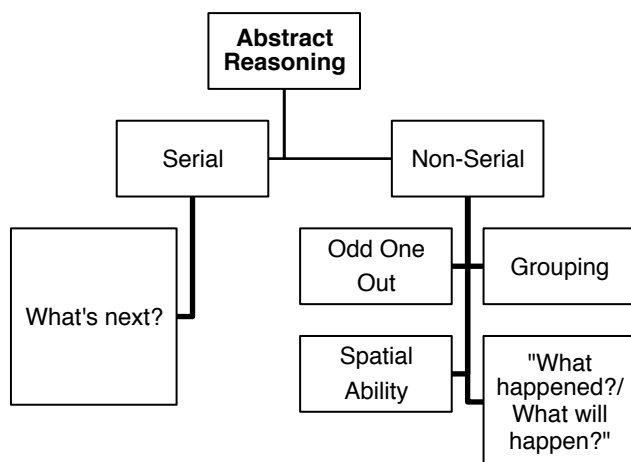 Abstract
Reasoning
Serial
Non-Serial
What's next?
Odd One
Out
Grouping
Spatial
Ability
"What
happened?/
What will
happen?"